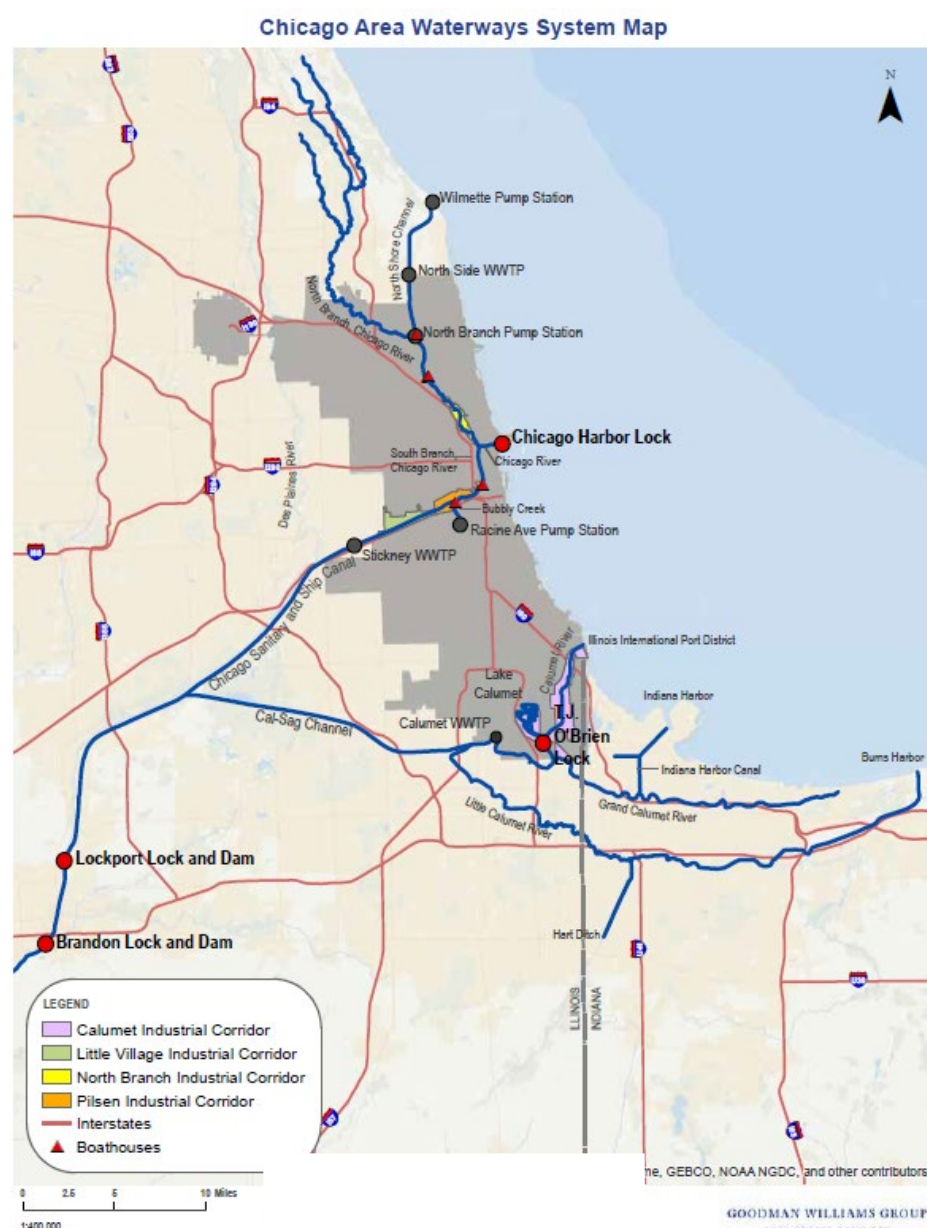 Chicago Area Waterways System Map
N
Wilmette Pump Station
North Shore Channel
North Side WWTP
North Branch, Chicago River
North Branch Pump Station
Chicago Harbor Lock
South Branch,
Chicago River
Chicago River
Des Plaines River
Bubbly Creek
Racine Ave Pump Station
Stickney WWTP
Chicago Sanitary and Ship Canal
Illinois International Port District
Calumet River
Lake
Calumet
Indiana Harbor
T.J.
O'Brien
Lock
Cal-Sag Channel
Calumet WWTP
Burns Harbor
Indiana Harbor Canal
Little Calumet River
Grand Calumet River
Lockport Lock and Dam
Hart Ditch
Brandon Lock and Dam
ILLINOIS
INDIANA
LEGEND
Calumet Industrial Corridor
Little Village Industrial Corridor
North Branch Industrial Corridor
Pilsen Industrial Corridor
Interstates
Boathouses
me, GEBCO, NOAA NGDC, and other contributors
0 2.5 5 10 Miles
1:400,000
GOODMAN WILLIAMS GROUP